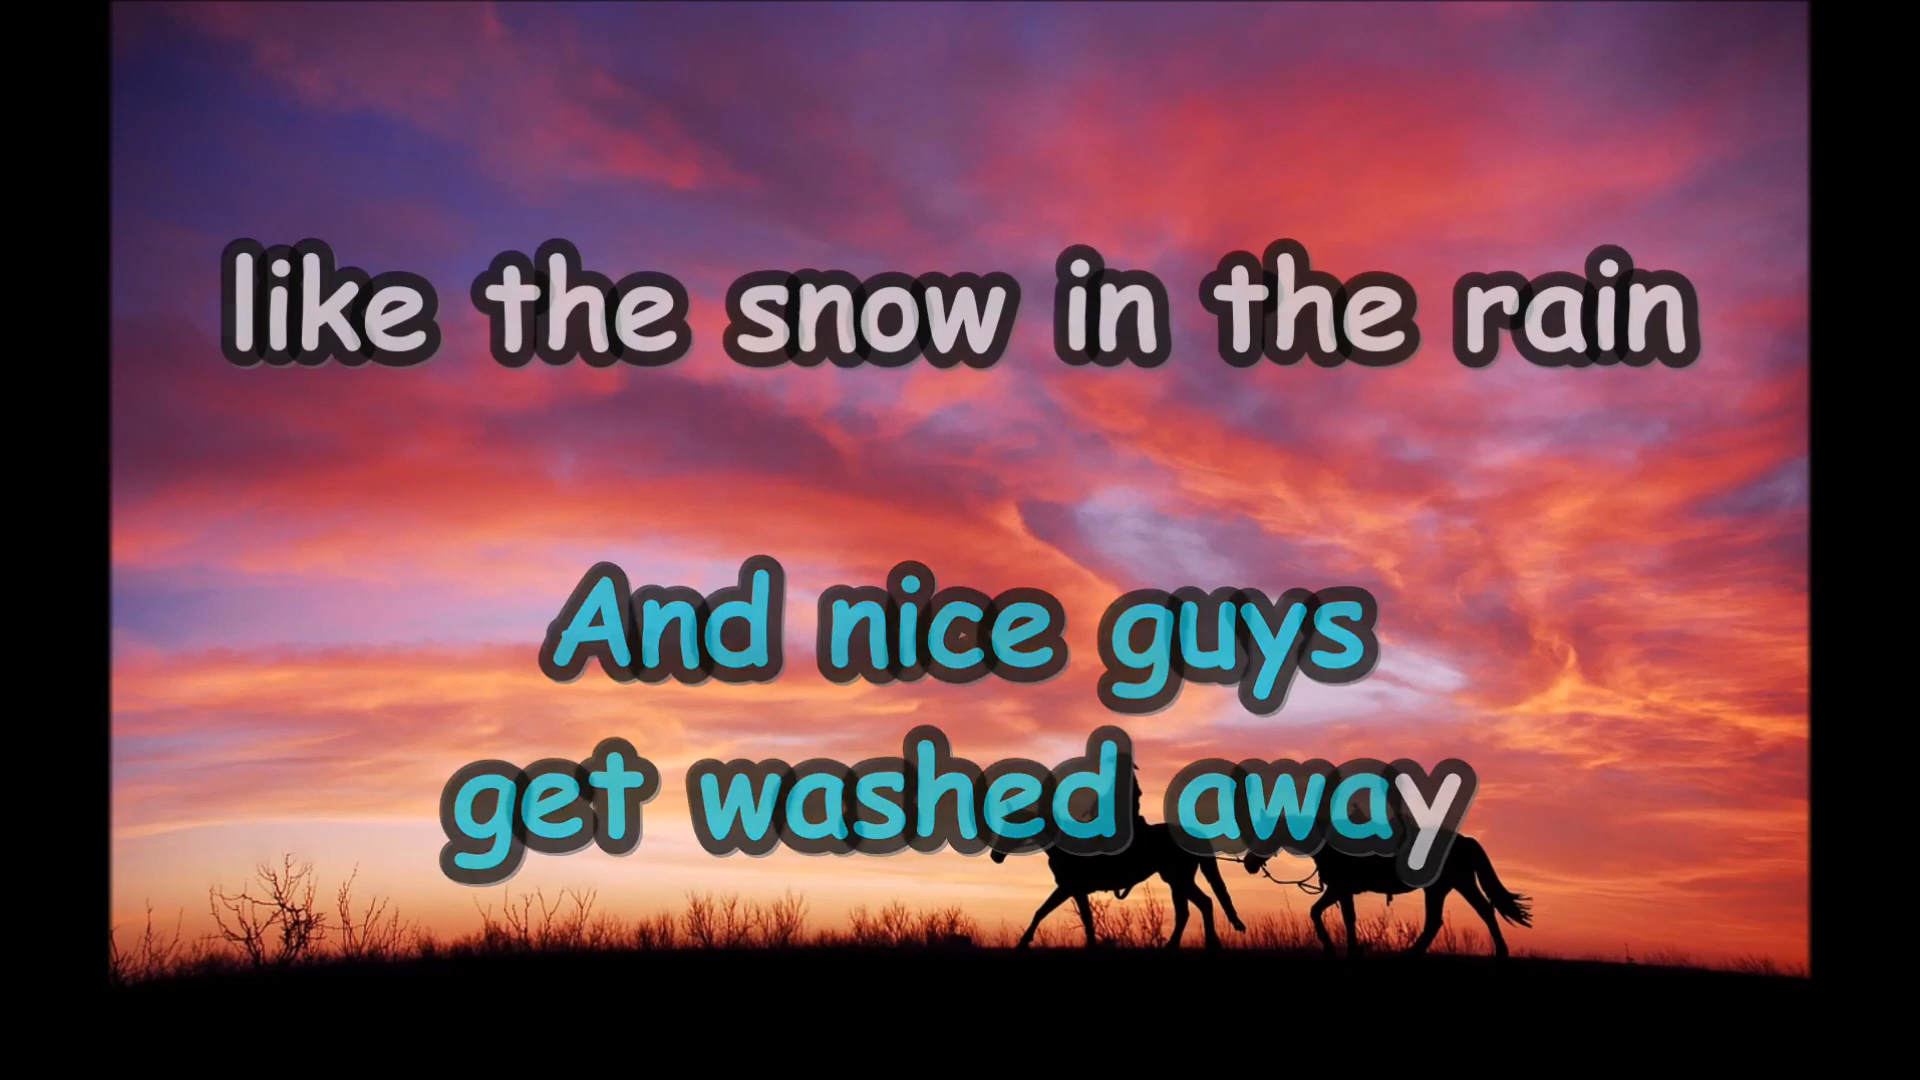 like the snow in the rain
And nice guys
get washed away